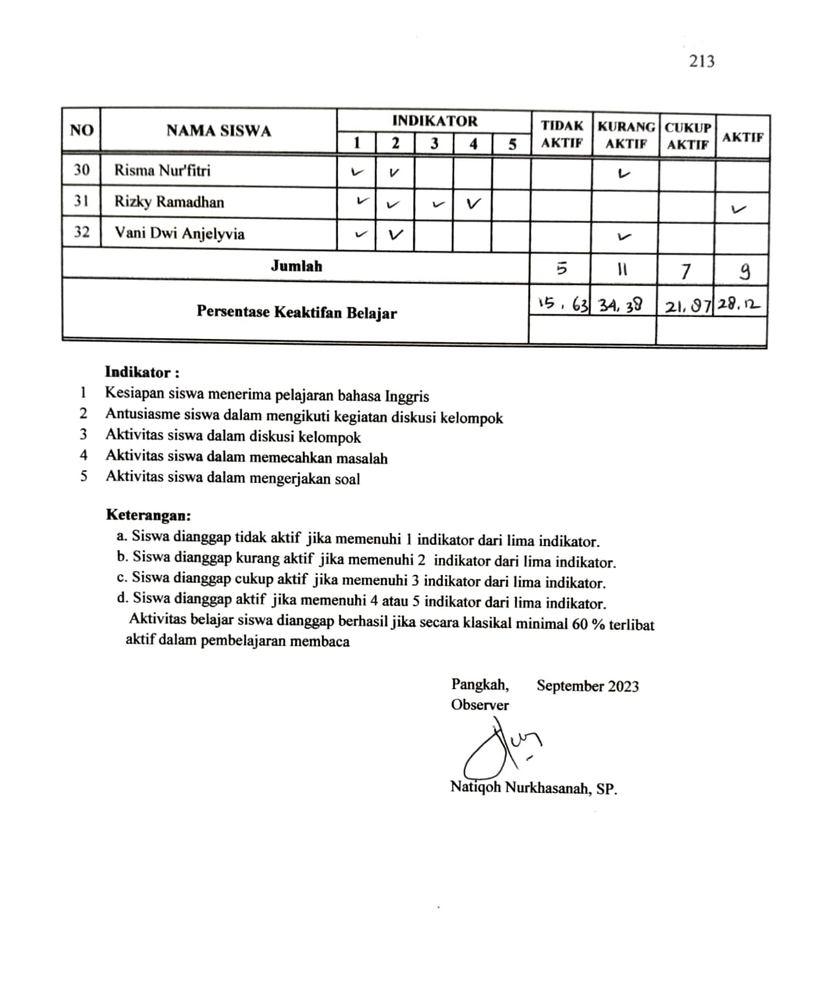 213
NO NAMA SISWA INDIKATOR TIDAK AKTIF KURANG AKTIF CUKUP AKTIF AKTIF
1 2 3 4 5
30 Risma Nur'fitri ✓ ✓ ✓
31 Rizky Ramadhan ✓ ✓ ✓ ✓ ✓
32 Vani Dwi Anjelyvia ✓ ✓ ✓
Jumlah 5 11 7 9
Persentase Keaktifan Belajar 15,63 34,38 21,87 28,12
Indikator :
1 Kesiapan siswa menerima pelajaran bahasa Inggris
2 Antusiasme siswa dalam mengikuti kegiatan diskusi kelompok
3 Aktivitas siswa dalam diskusi kelompok
4 Aktivitas siswa dalam memecahkan masalah
5 Aktivitas siswa dalam mengerjakan soal
Keterangan:
a. Siswa dianggap tidak aktif jika memenuhi 1 indikator dari lima indikator.
b. Siswa dianggap kurang aktif jika memenuhi 2 indikator dari lima indikator.
c. Siswa dianggap cukup aktif jika memenuhi 3 indikator dari lima indikator.
d. Siswa dianggap aktif jika memenuhi 4 atau 5 indikator dari lima indikator.
Aktivitas belajar siswa dianggap berhasil jika secara klasikal minimal 60 % terlibat
aktif dalam pembelajaran membaca
Pangkah, September 2023
Observer
Natiqoh Nurkhasanah, SP.